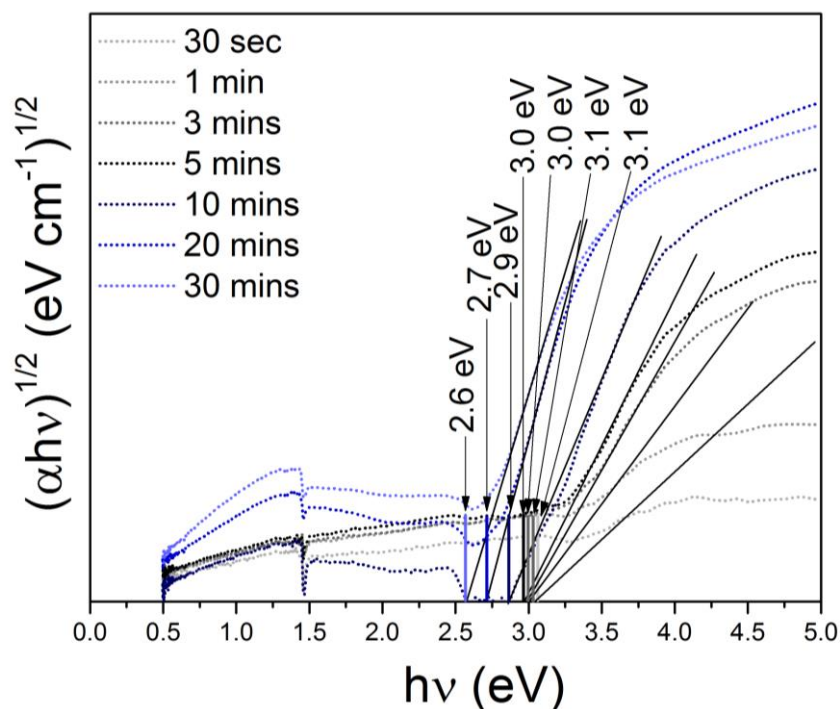 30 sec
1 min
3 mins
5 mins
10 mins
20 mins
30 mins
(αhν)1/2 (eV cm-1)1/2
2.6 eV
2.7 eV
2.9 eV
3.0 eV
3.0 eV
3.1 eV
3.1 eV
0.0 0.5 1.0 1.5 2.0 2.5 3.0 3.5 4.0 4.5 5.0
hν (eV)